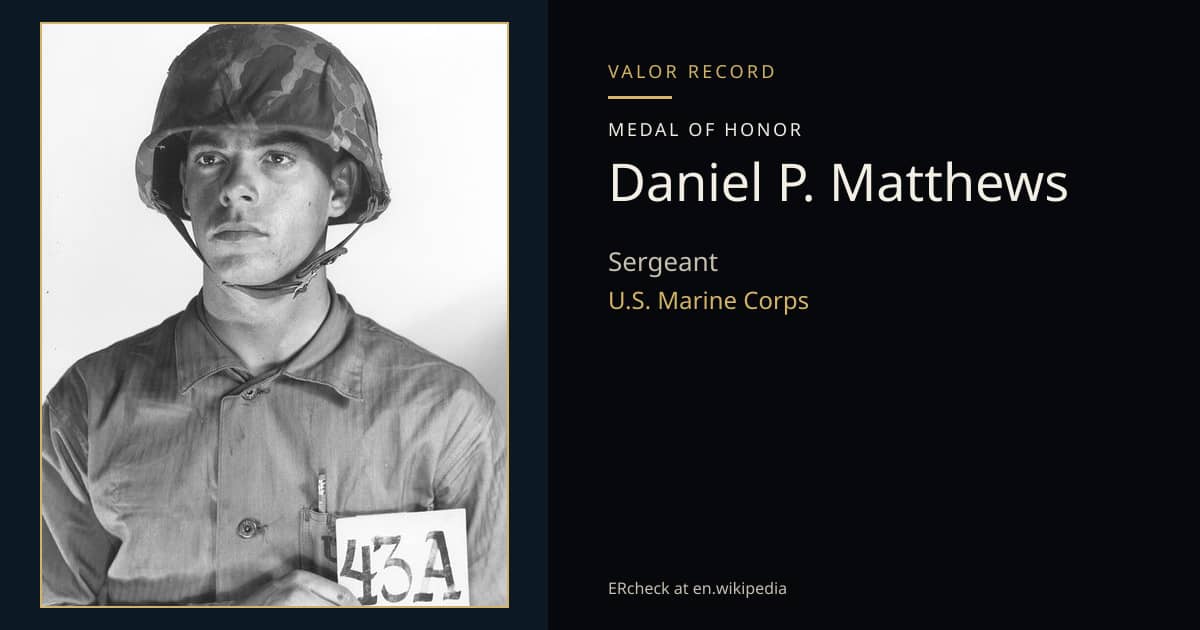 VALOR RECORD
MEDAL OF HONOR
Daniel P. Matthews
Sergeant
U.S. Marine Corps
43A
ERcheck at en.wikipedia